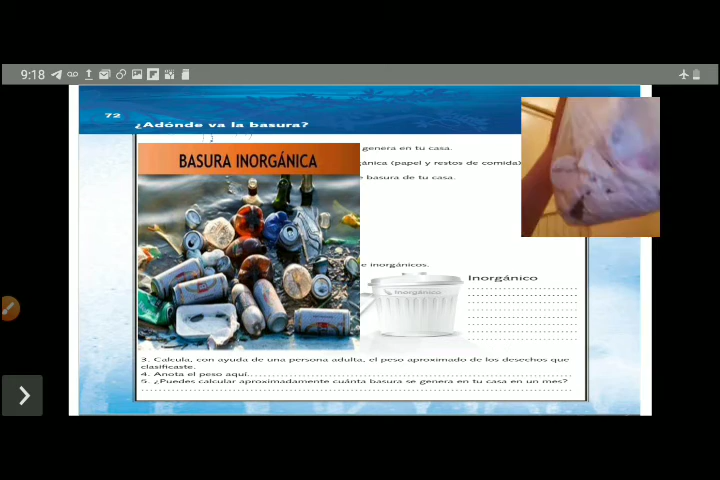 9:18
72
¿Adónde va la basura?
genera en tu casa.
BASURA INORGÁNICA
ánica (papel y restos de comida)
basura de tu casa.
e inorgánicos.
Inorgánico
Inorgánico
3. Calcula, con ayuda de una persona adulta, el peso aproximado de los desechos que
clasificaste.
4. Anota el peso aquí
5. ¿Puedes calcular aproximadamente cuánta basura se genera en tu casa en un mes?